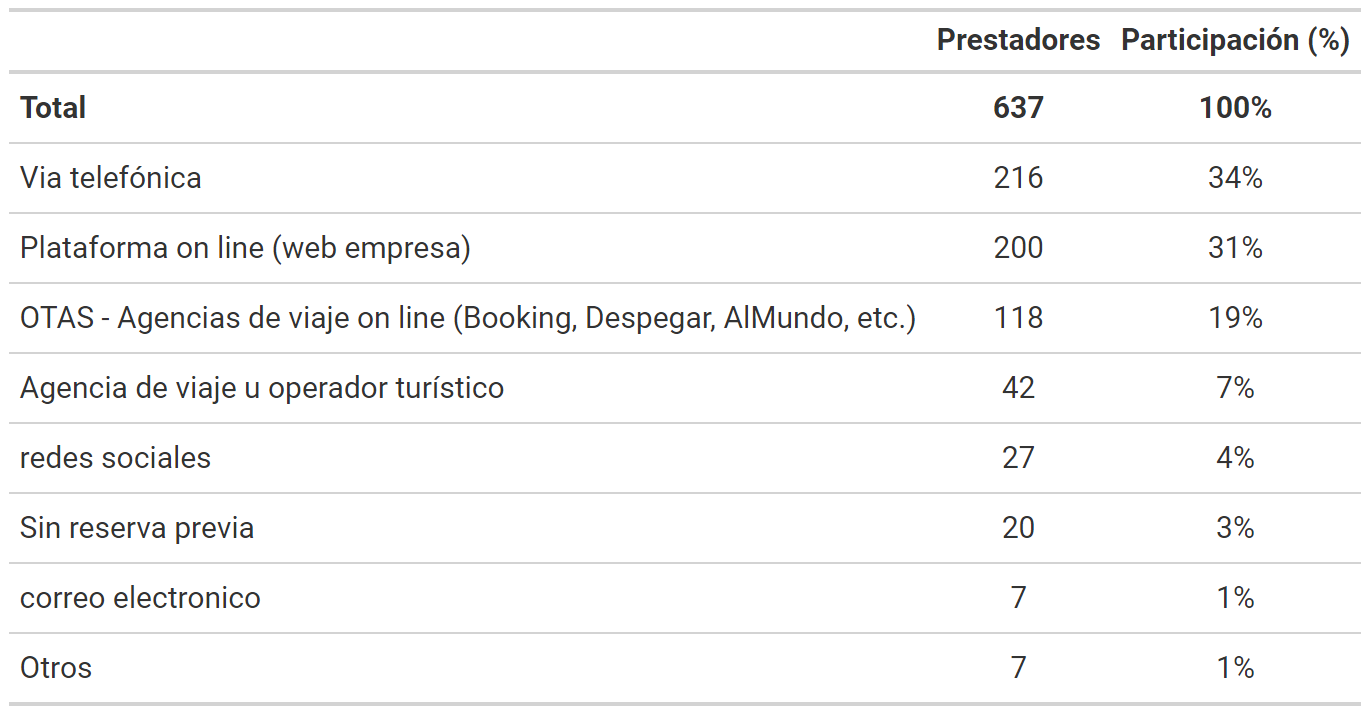 Prestadores Participación (%)
Total 637 100%
Via telefónica 216 34%
Plataforma on line (web empresa) 200 31%
OTAS - Agencias de viaje on line (Booking, Despegar, AlMundo, etc.) 118 19%
Agencia de viaje u operador turístico 42 7%
redes sociales 27 4%
Sin reserva previa 20 3%
correo electronico 7 1%
Otros 7 1%